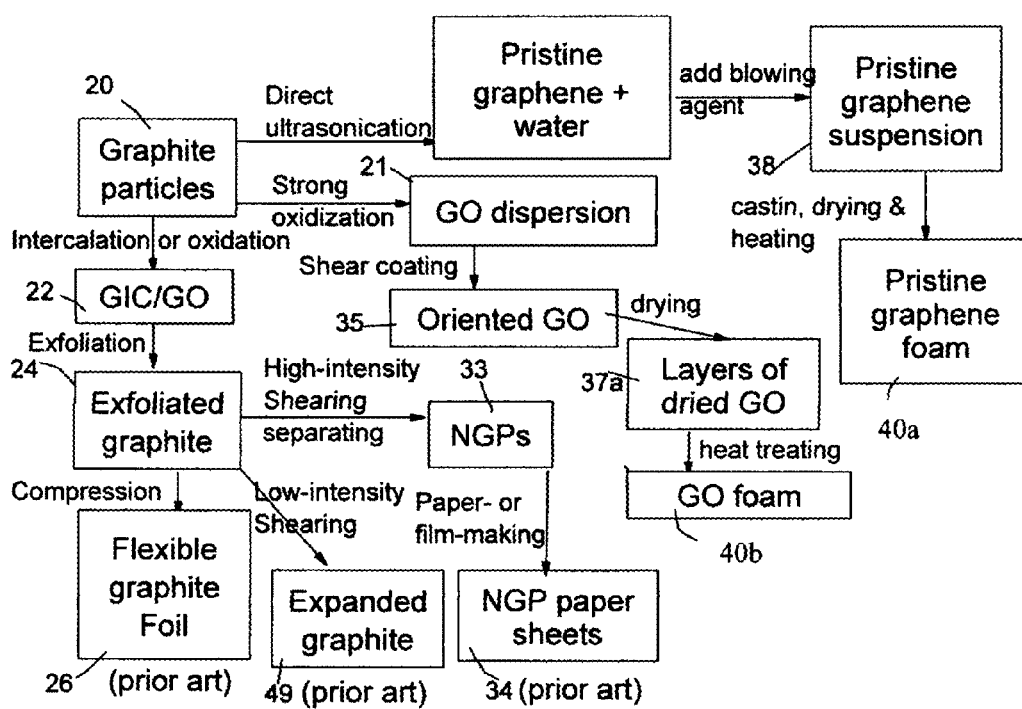 Pristine
graphene +
water
add blowing
agent
Pristine
graphene
suspension
38
20
Direct
ultrasonication
Graphite
particles
Strong
oxidization
21
GO dispersion
castin, drying &
heating
Intercalation or oxidation
22
GIC/GO
Shear coating
35
Oriented GO
drying
Pristine
graphene
foam
40a
Exfoliation
24
Exfoliated
graphite
High-intensity
Shearing
separating
33
NGPs
37a
Layers of
dried GO
heat treating
GO foam
40b
Compression
Low-intensity
Shearing
Paper- or
film-making
Flexible
graphite
Foil
26
(prior art)
Expanded
graphite
49 (prior art)
NGP paper
sheets
34 (prior art)